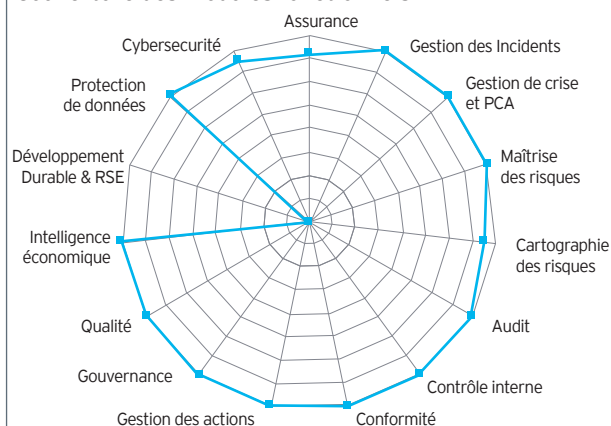 Assurance
Gestion des Incidents
Gestion de crise
et PCA
Maîtrise
des risques
Cartographie
des risques
Audit
Contrôle interne
Conformité
Gestion des actions
Gouvernance
Qualité
Intelligence
économique
Développement
Durable & RSE
Protection
de données
Cybersecurité